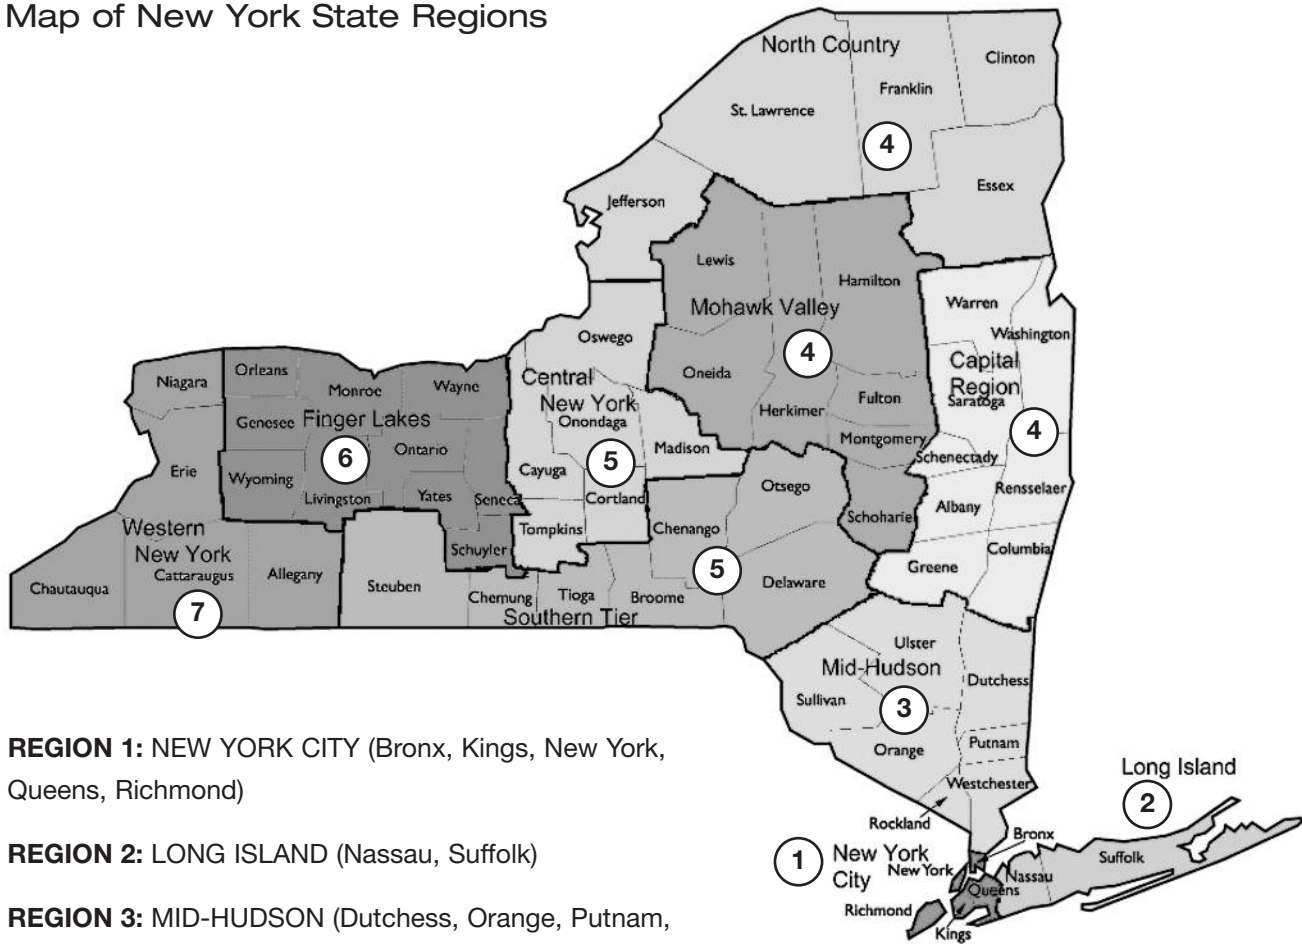 Map of New York State Regions
North Country
Clinton
Franklin
St. Lawrence
4
Essex
Jefferson
Lewis
Hamilton
Mohawk Valley
Warren
Washington
Oswego
4
Capital
Region
Saratoga
Niagara
Orleans
Monroe
Wayne
Central
New York
Oneida
Fulton
Herkimer
Genesee
Finger Lakes
Onondaga
Montgomery
4
Madison
Schenectady
Erie
6
Ontario
Cayuga
5
Wyoming
Livingston
Yates
Seneca
Cortland
Otsego
Rensselaer
Albany
Western
New York
Tompkins
Chenango
Schoharie
Schuyler
Columbia
Greene
Chautauqua
Cattaraugus
Allegany
Steuben
Chemung
Tioga
Broome
5
Delaware
7
Southern Tier
Ulster
Mid-Hudson
Dutchess
Sullivan
3
Orange
Putnam
Westchester
Rockland
Long Island
2
Bronx
1
New York
City
New York
Suffolk
Nassau
Queens
Richmond
Kings
REGION 1: NEW YORK CITY (Bronx, Kings, New York,
Queens, Richmond)
REGION 2: LONG ISLAND (Nassau, Suffolk)
REGION 3: MID-HUDSON (Dutchess, Orange, Putnam,